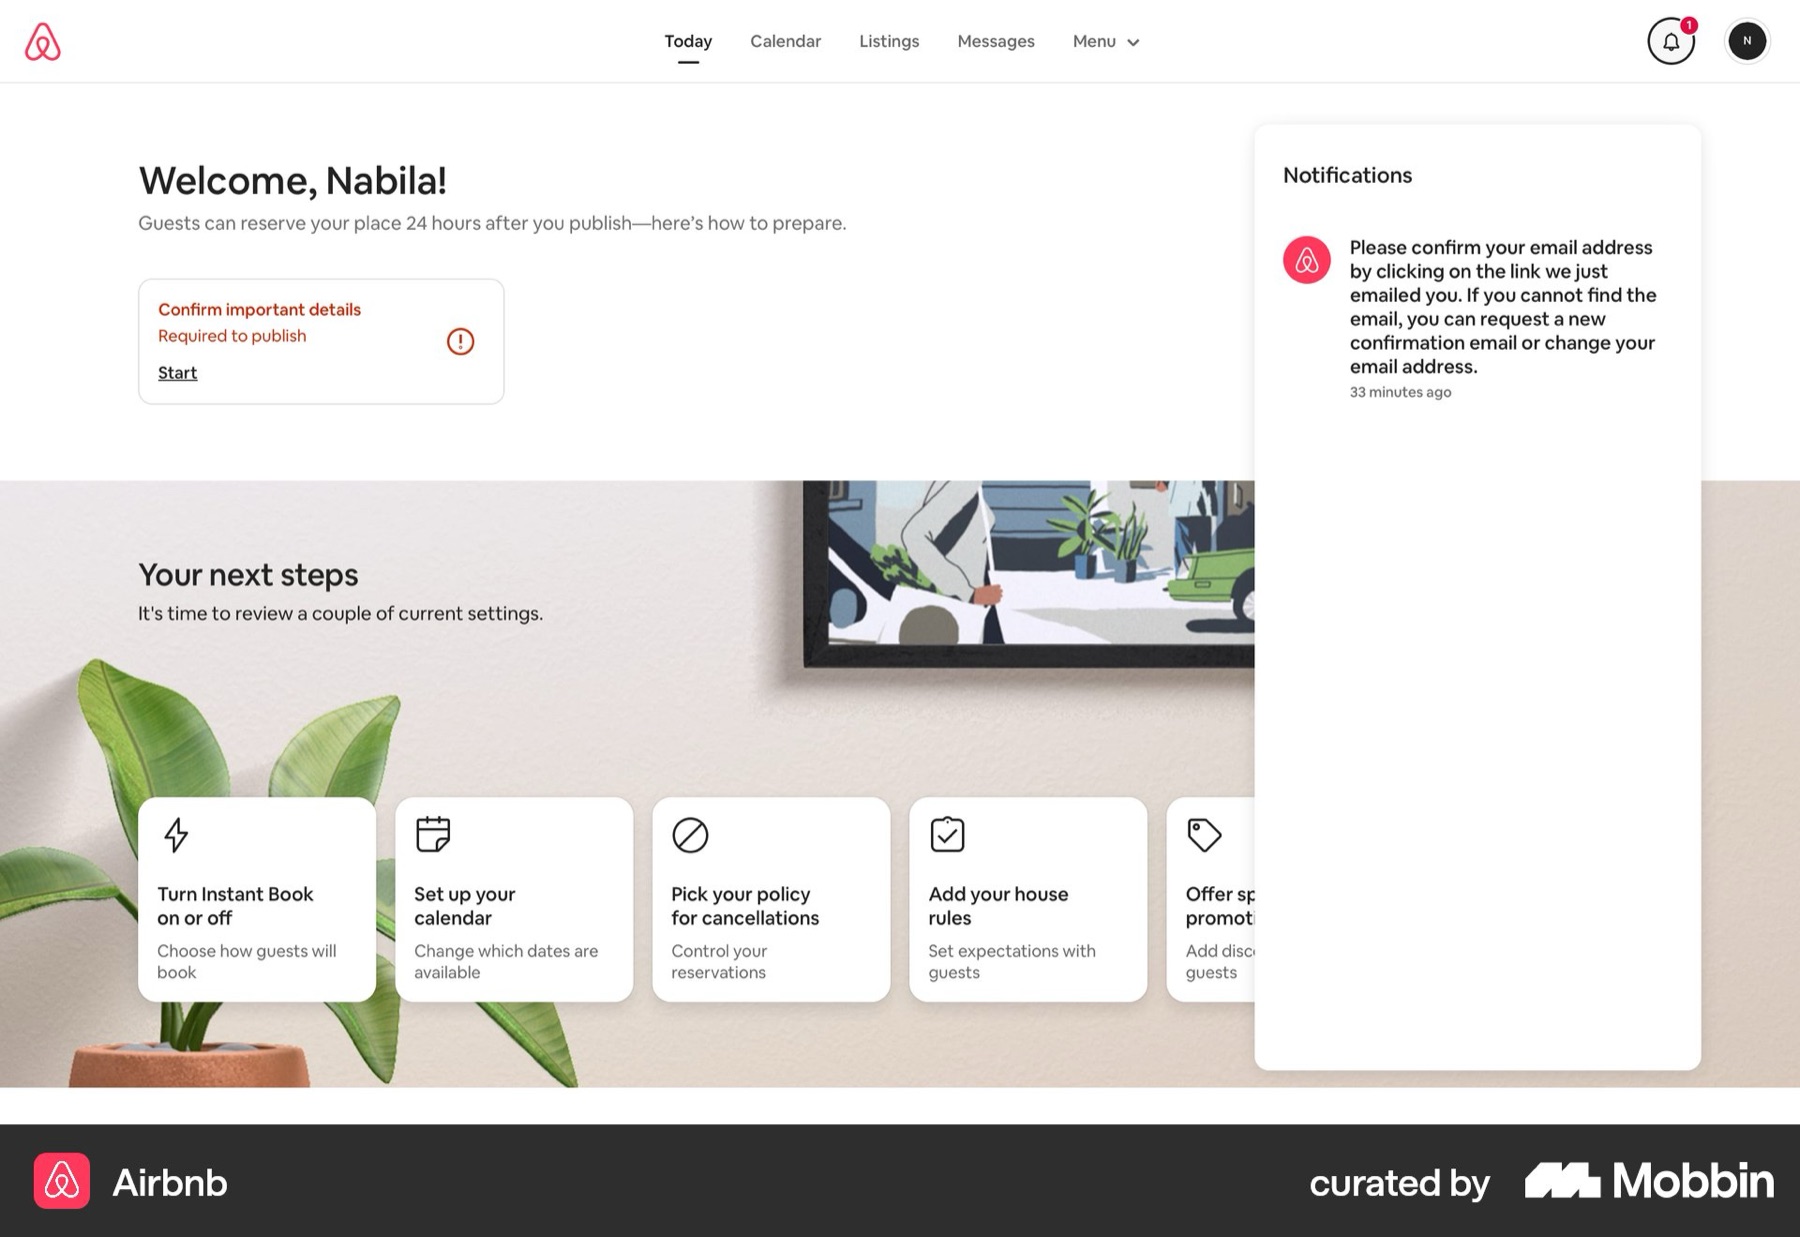 Today
Calendar
Listings
Messages
Menu
1
N
Welcome, Nabila!
Guests can reserve your place 24 hours after you publish—here’s how to prepare.
Confirm important details
Required to publish
Start
Notifications
Please confirm your email address
by clicking on the link we just
emailed you. If you cannot find the
email, you can request a new
confirmation email or change your
email address.
33 minutes ago
Your next steps
It's time to review a couple of current settings.
Turn Instant Book
on or off
Choose how guests will
book
Set up your
calendar
Change which dates are
available
Pick your policy
for cancellations
Control your
reservations
Add your house
rules
Set expectations with
guests
Offer
Add
guests
Airbnb
curated by
Mobbin